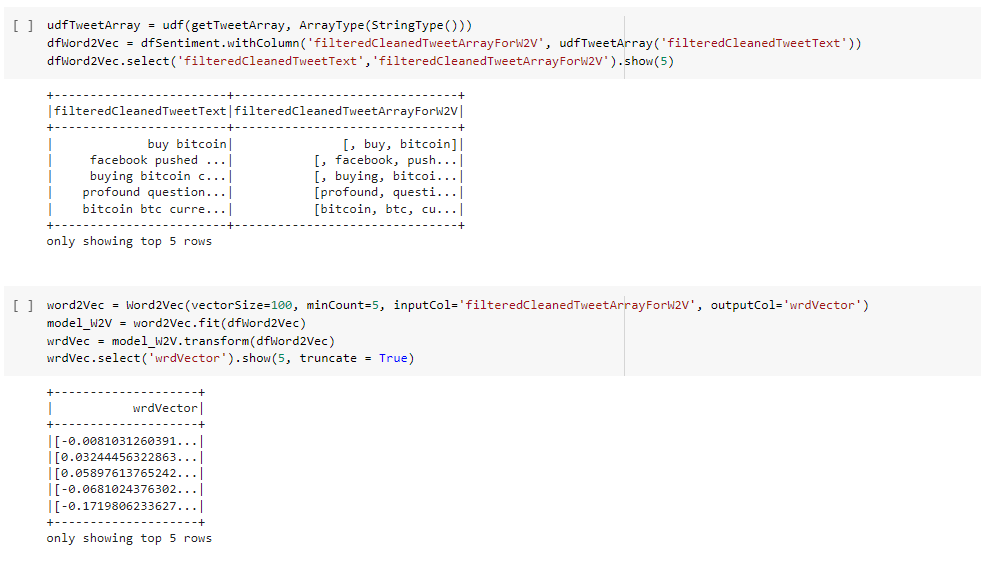 [ ] udfTweetArray = udf(getTweetArray, ArrayType(StringType()))
dfWord2Vec = dfSentiment.withColumn('filteredCleanedTweetArrayForW2V', udfTweetArray('filteredCleanedTweetText'))
dfWord2Vec.select('filteredCleanedTweetText','filteredCleanedTweetArrayForW2V').show(5)
+------------------------+-------------------------------+
|filteredCleanedTweetText|filteredCleanedTweetArrayForW2V|
+------------------------+-------------------------------+
|             buy bitcoin|               [, buy, bitcoin]|
|     facebook pushed ...|           [, facebook, push...|
|     buying bitcoin c...|           [, buying, bitcoi...|
|    profound question...|           [profound, questi...|
|    bitcoin btc curre...|           [bitcoin, btc, cu...|
+------------------------+-------------------------------+
only showing top 5 rows
[ ] word2Vec = Word2Vec(vectorSize=100, minCount=5, inputCol='filteredCleanedTweetArrayForW2V', outputCol='wrdVector')
model_W2V = word2Vec.fit(dfWord2Vec)
wrdVec = model_W2V.transform(dfWord2Vec)
wrdVec.select('wrdVector').show(5, truncate = True)
+--------------------+
|           wrdVector|
+--------------------+
|[-0.0081031260391...|
|[0.03244456322863...|
|[0.05897613765242...|
|[-0.0681024376302...|
|[-0.1719806233627...|
+--------------------+
only showing top 5 rows